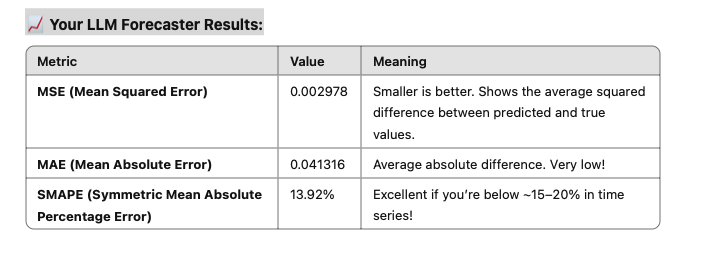 📈 Your LLM Forecaster Results:
Metric Value Meaning
MSE (Mean Squared Error) 0.002978 Smaller is better. Shows the average squared
difference between predicted and true
values.
MAE (Mean Absolute Error) 0.041316 Average absolute difference. Very low!
SMAPE (Symmetric Mean Absolute 13.92% Excellent if you’re below ~15–20% in time
Percentage Error) series!